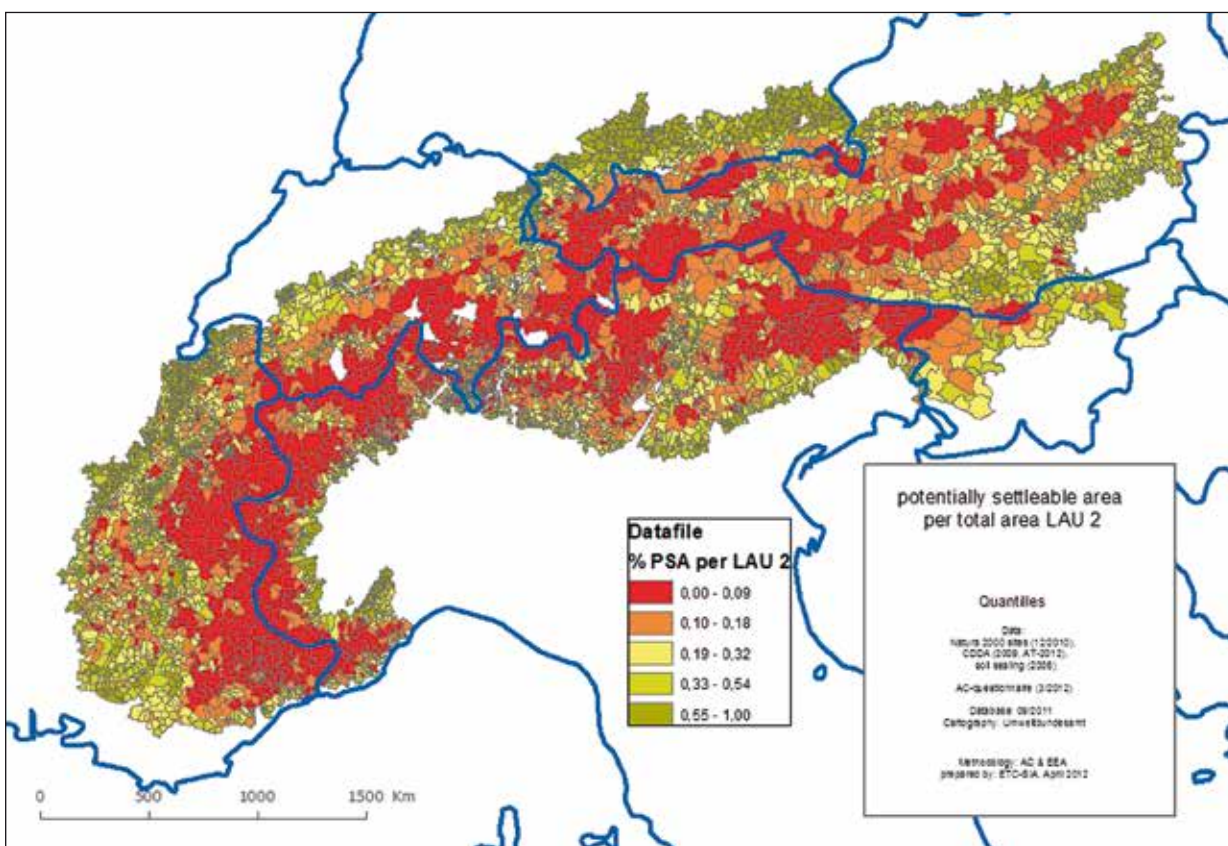 potentially settleable area
per total area LAU 2
Quantilles
Data:
Natura 2000 sites (12/2010),
CDDA (2009, AT-2012),
soil sealing (2006)
AC-questionnaire (3/2012)
Database: 09/2011
Cartography: Umweltbundesamt
Methodology: AC & EEA
prepared by: ETC-SIA, April 2012
Datafile
% PSA per LAU 2
0,00 - 0,09
0,10 - 0,18
0,19 - 0,32
0,33 - 0,54
0,55 - 1,00
0 500 1000 1500 Km